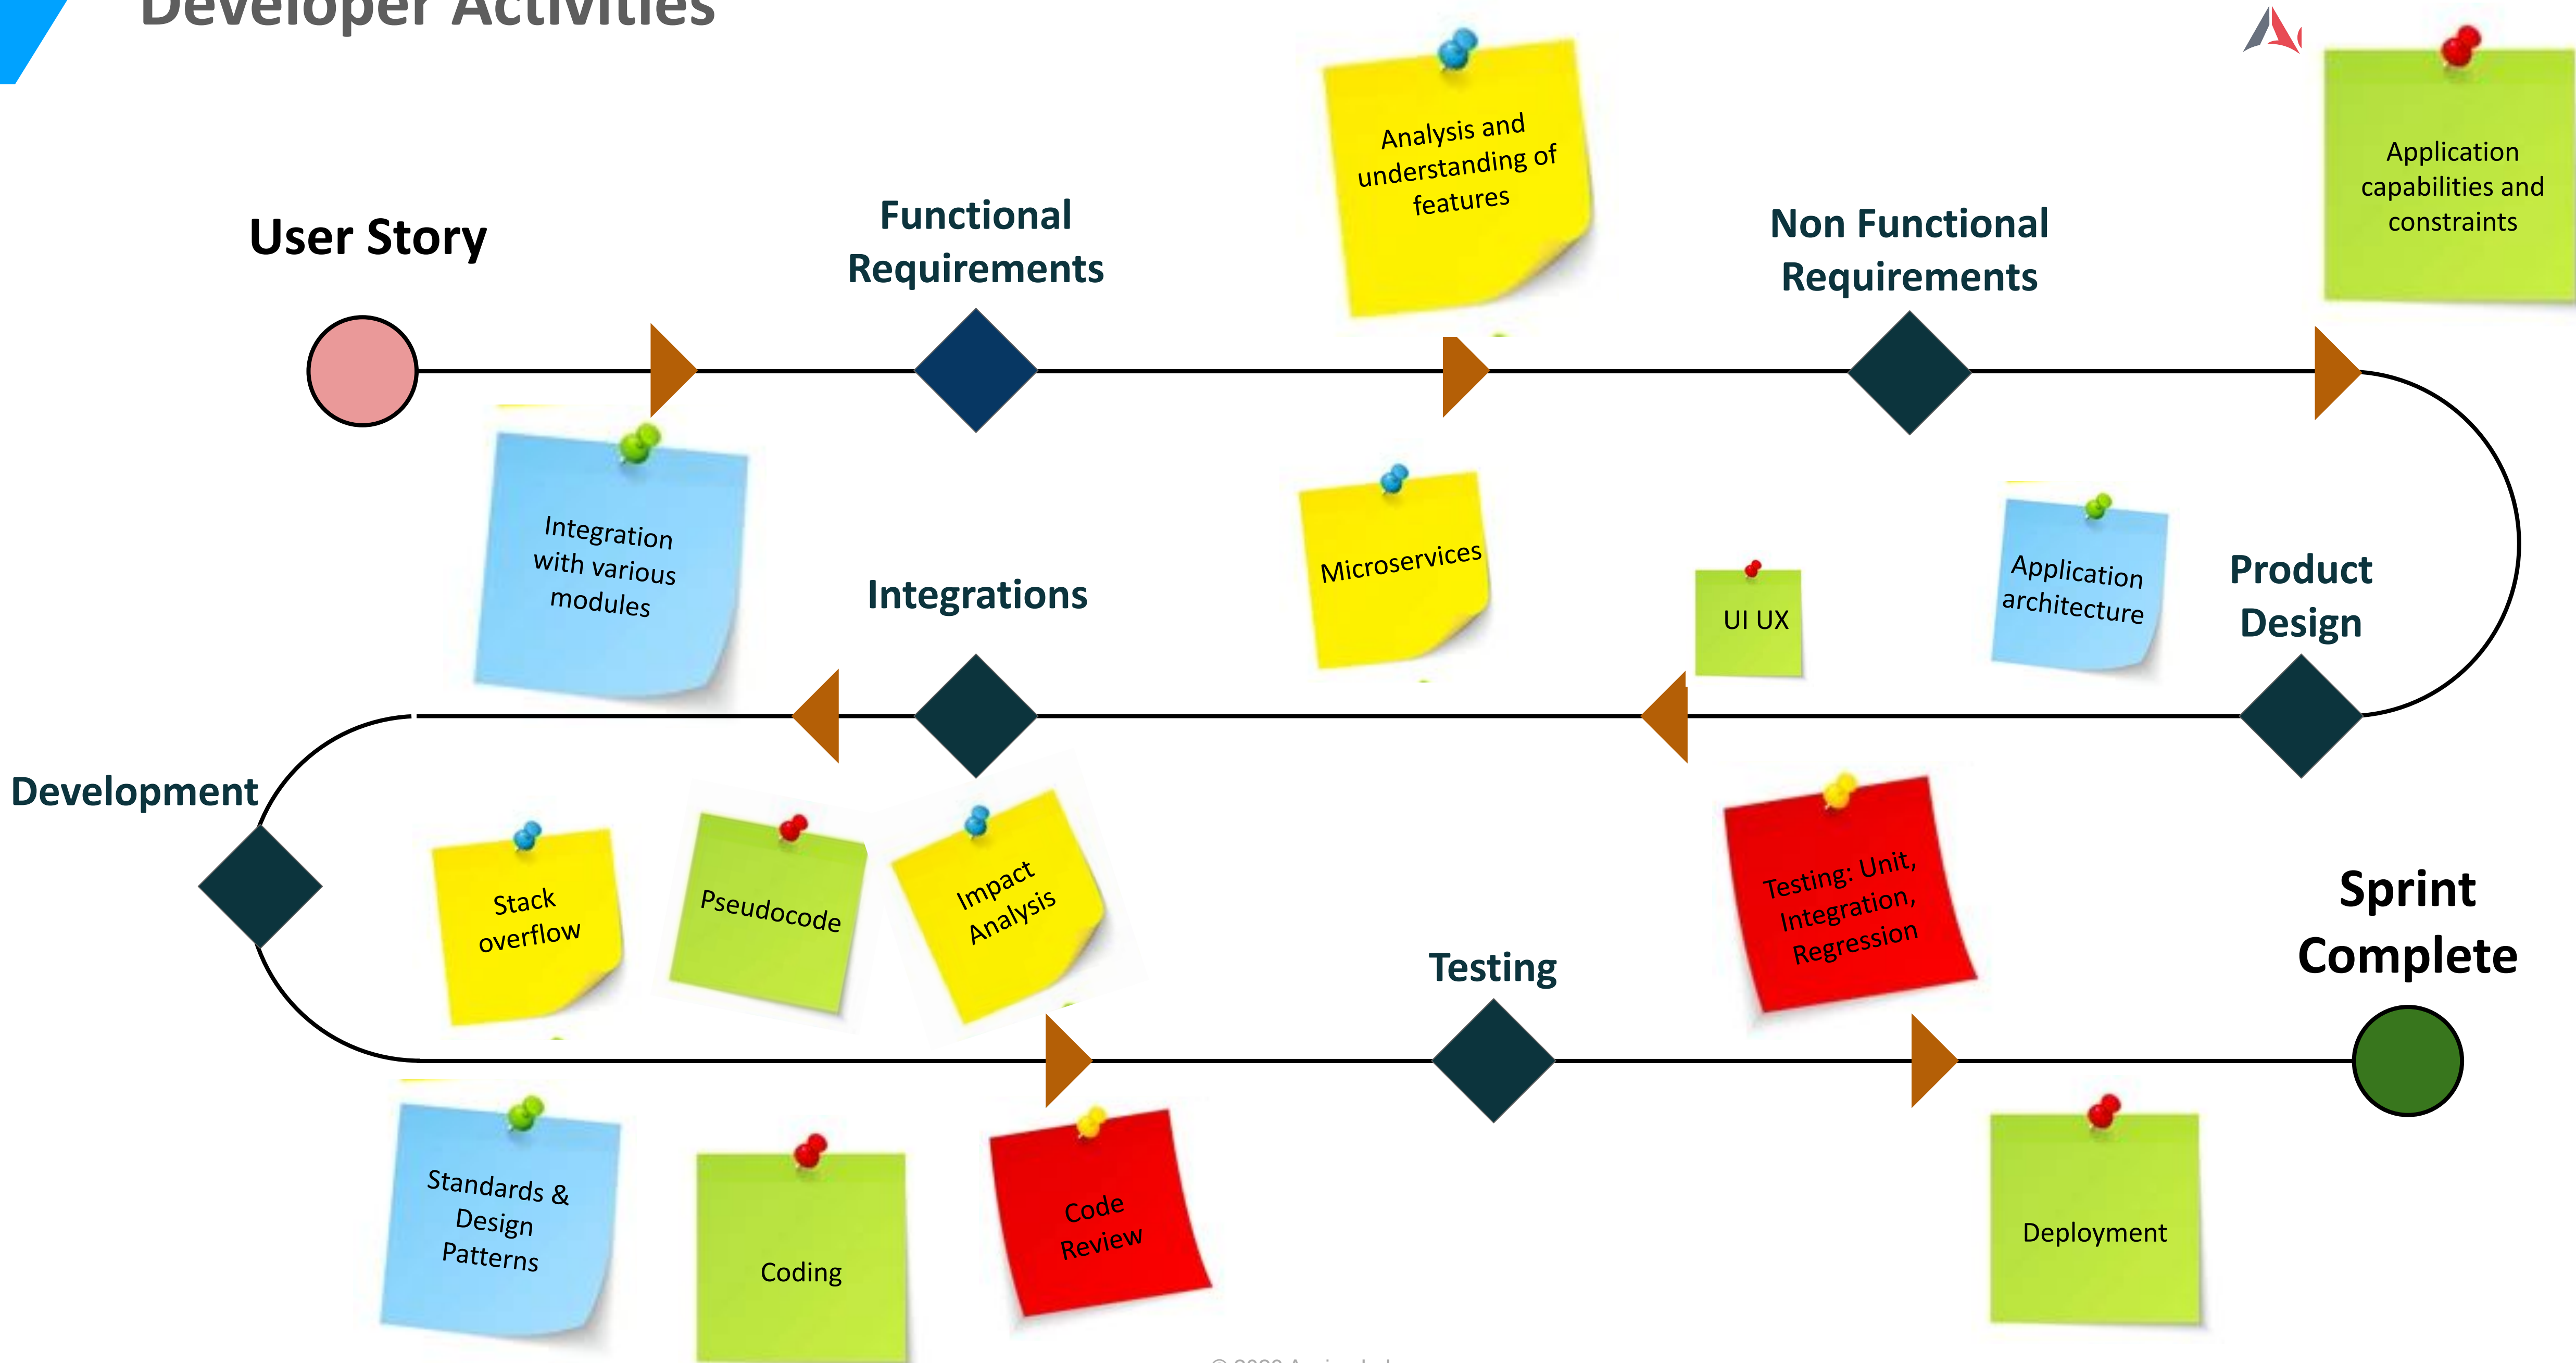 Developer Activities
Analysis and
understanding of
features
Application
capabilities and
constraints
User Story
Functional
Requirements
Non Functional
Requirements
Integration
with various
modules
Integrations
Microservices
UI UX
Application
architecture
Product
Design
Development
Stack
overflow
Pseudocode
Impact
Analysis
Testing
Testing: Unit,
Integration,
Regression
Sprint
Complete
Standards &
Design
Patterns
Coding
Code
Review
Deployment